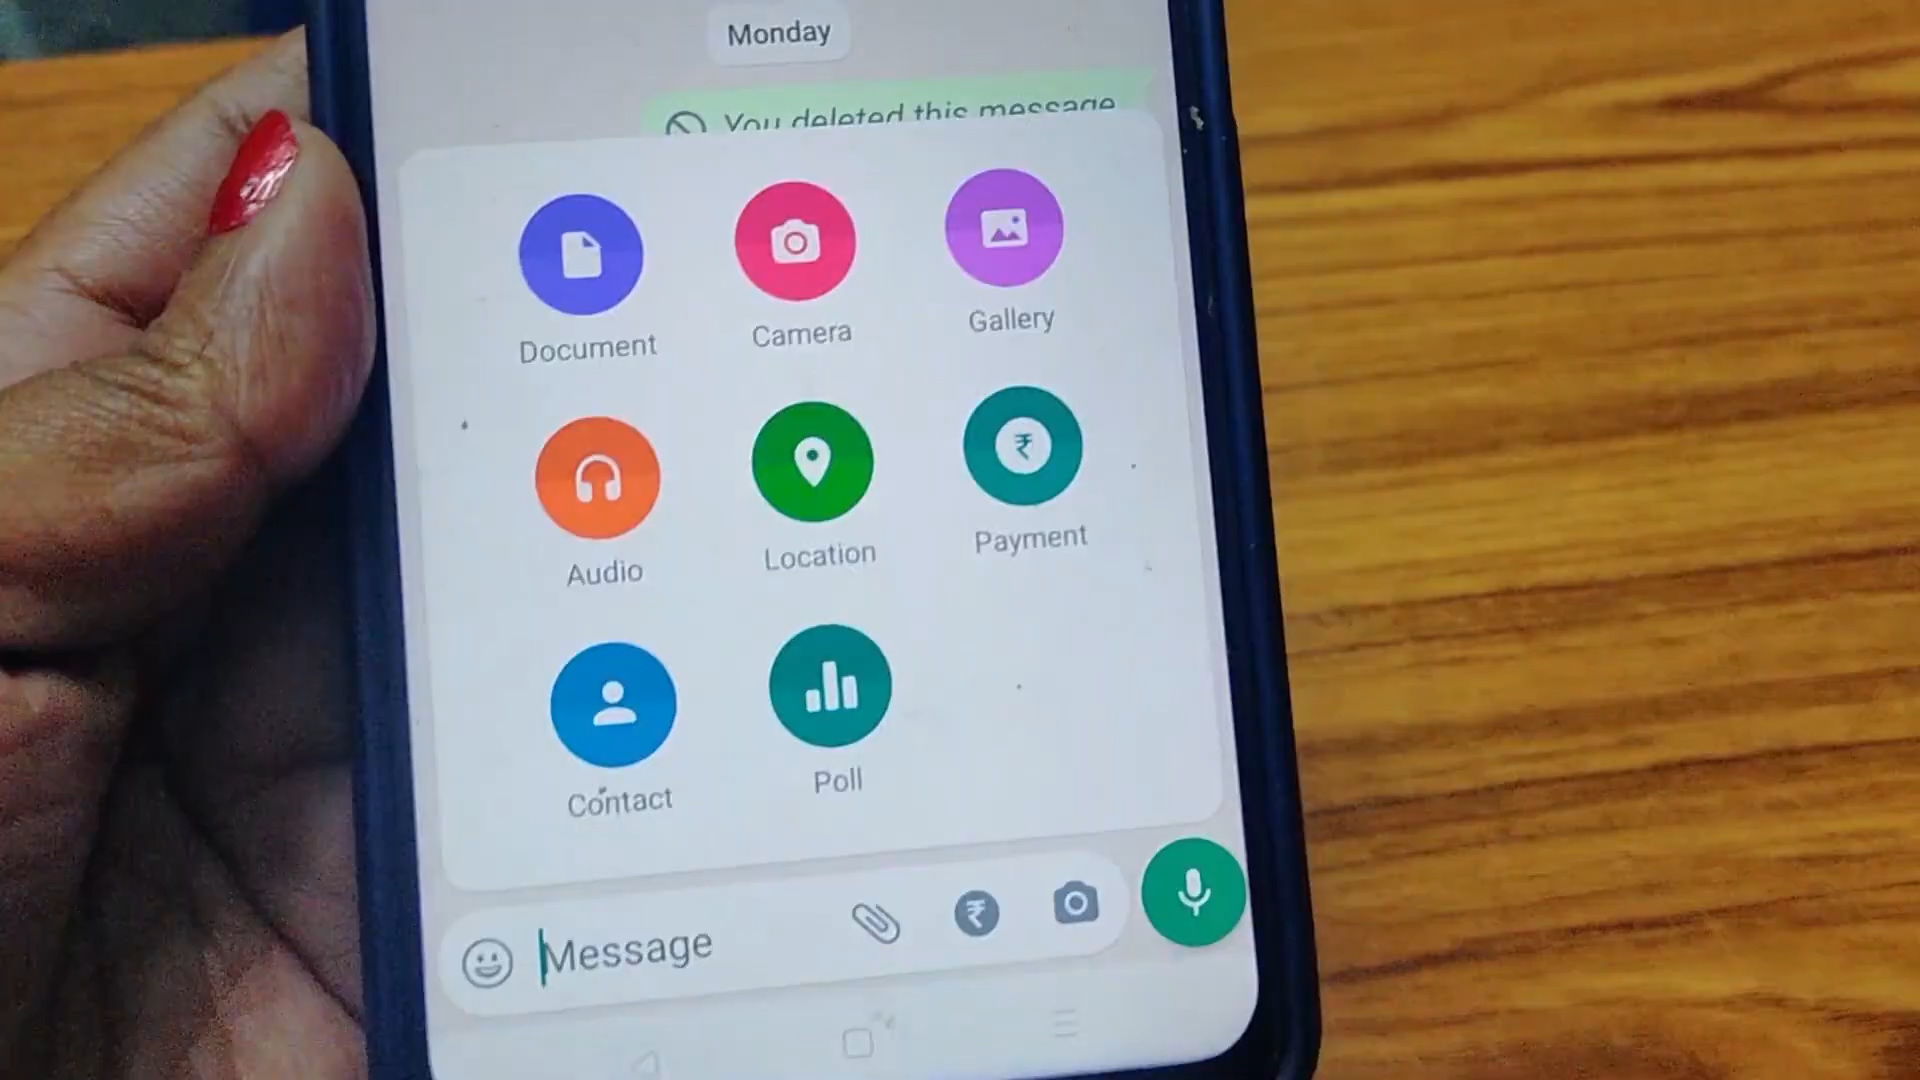 Monday
You deleted this message
Document
Camera
Gallery
Audio
Location
₹
Payment
Contact
Poll
Message
₹